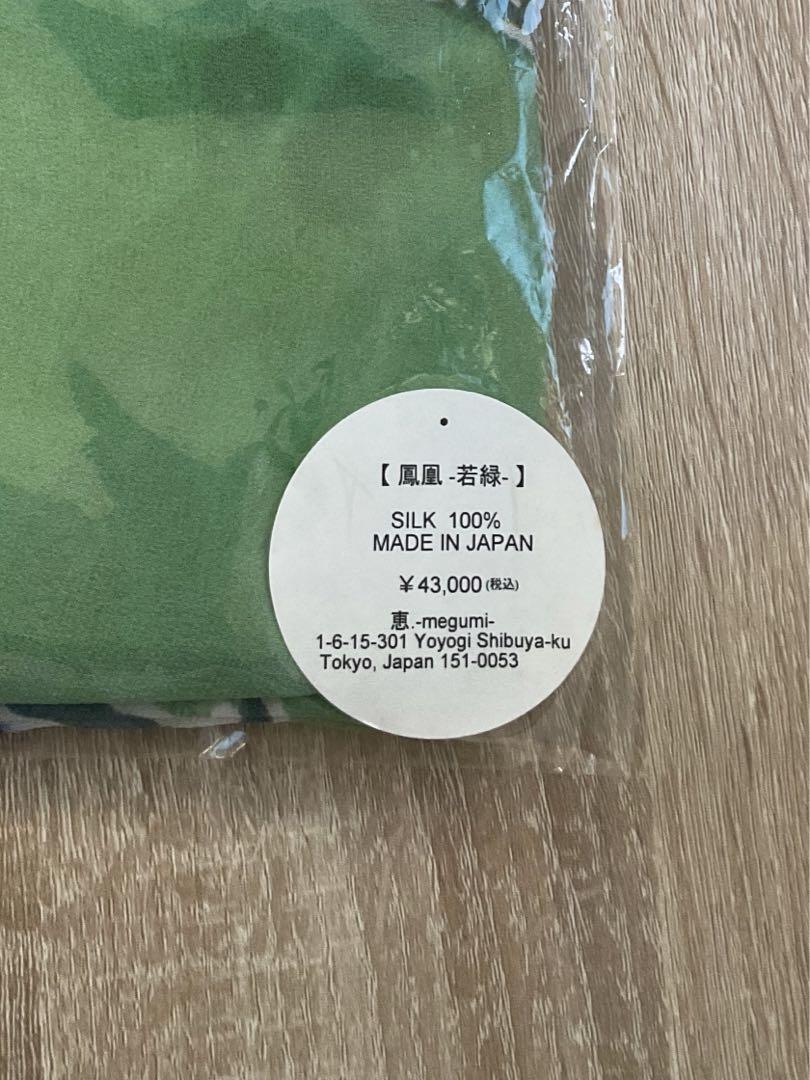 【 鳳凰 -若緑- 】
SILK 100%
MADE IN JAPAN
￥43,000(税込)
恵.-megumi-
1-6-15-301 Yoyogi Shibuya-ku
Tokyo, Japan 151-0053